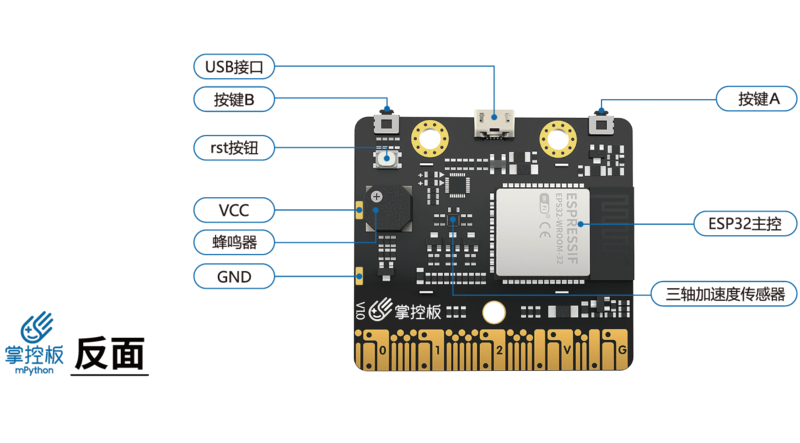 USB接口
按键B
按键A
rst按钮
VCC
蜂鸣器
GND
ESP32主控
三轴加速度传感器
ESPRESSIF
EPS32-WROOM-32
CE
V1.0
掌控板
0
1
2
V
G
掌控板
mPython
反面